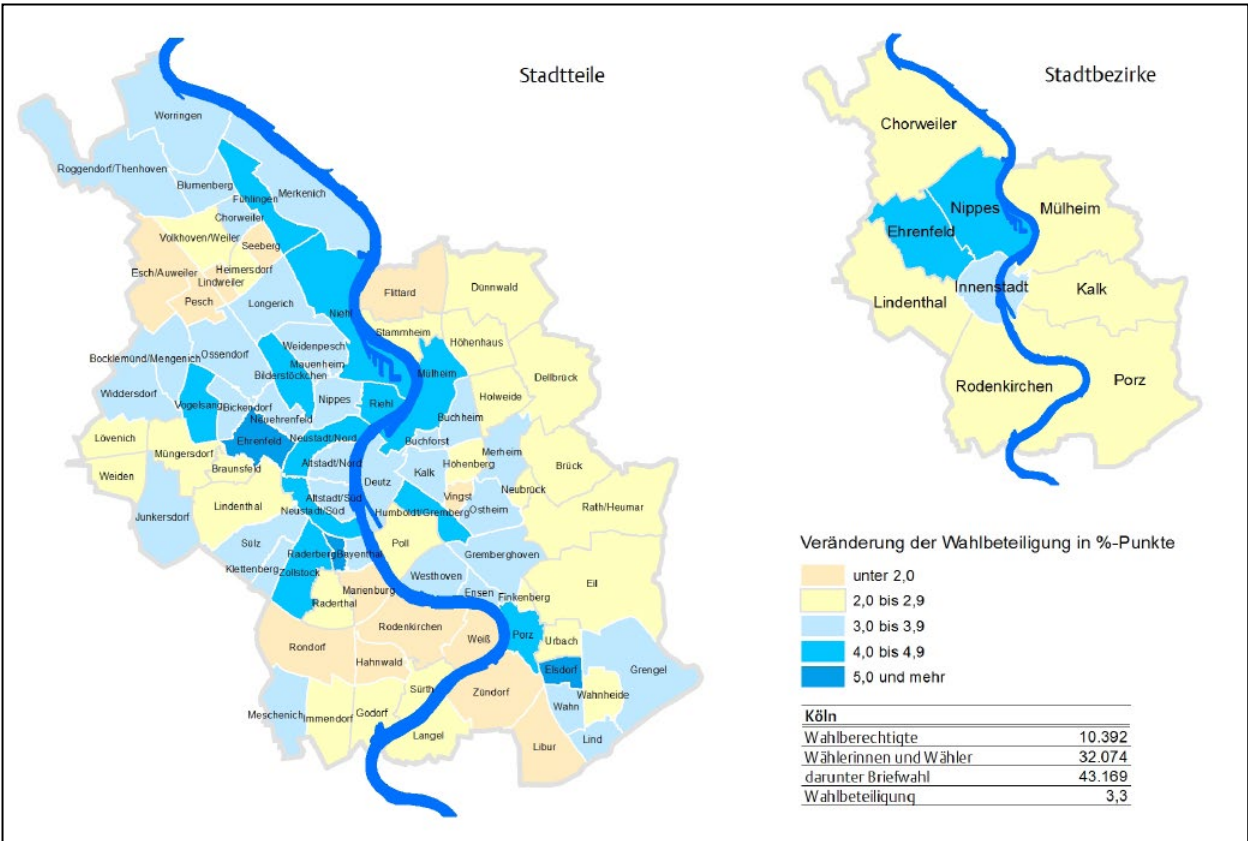 Stadtteile
Worringen
Roggendorf/Thenhoven
Blumenberg
Fühlingen
Merkenich
Chorweiler
Volkhoven/Weiler
Seeberg
Heimersdorf
Esch/Auweiler
Lindweiler
Pesch
Longerich
Niehl
Flittard
Dünnwald
Stammheim
Höhenhaus
Weidenpesch
Mauenheim
Ossendorf
Bocklemünd/Mengenich
Bilderstöckchen
Mülheim
Dellbrück
Widdersdorf
Vogelsang
Bickendorf
Nippes
Riehl
Holweide
Neuehrenfeld
Buchheim
Ehrenfeld
Neustadt/Nord
Buchforst
Lövenich
Müngersdorf
Braunsfeld
Altstadt/Nord
Kalk
Höhenberg
Merheim
Brück
Weiden
Deutz
Vingst
Neubrück
Lindenthal
Altstadt/Süd
Neustadt/Süd
Humboldt/Gremberg
Ostheim
Rath/Heumar
Junkersdorf
Sülz
Raderberg
Bayenthal
Poll
Gremberghoven
Klettenberg
Zollstock
Westhoven
Marienburg
Ensen
Finkenberg
Eil
Raderthal
Rodenkirchen
Weiß
Porz
Urbach
Rondorf
Hahnwald
Elsdorf
Grengel
Sürth
Zündorf
Wahnheide
Wahn
Meschenich
Immendorf
Godorf
Langel
Libur
Lind
Stadtbezirke
Chorweiler
Nippes
Mülheim
Ehrenfeld
Innenstadt
Kalk
Lindenthal
Rodenkirchen
Porz
Veränderung der Wahlbeteiligung in %-Punkte
unter 2,0
2,0 bis 2,9
3,0 bis 3,9
4,0 bis 4,9
5,0 und mehr
Köln
Wahlberechtigte 10.392
Wählerinnen und Wähler 32.074
darunter Briefwahl 43.169
Wahlbeteiligung 3,3